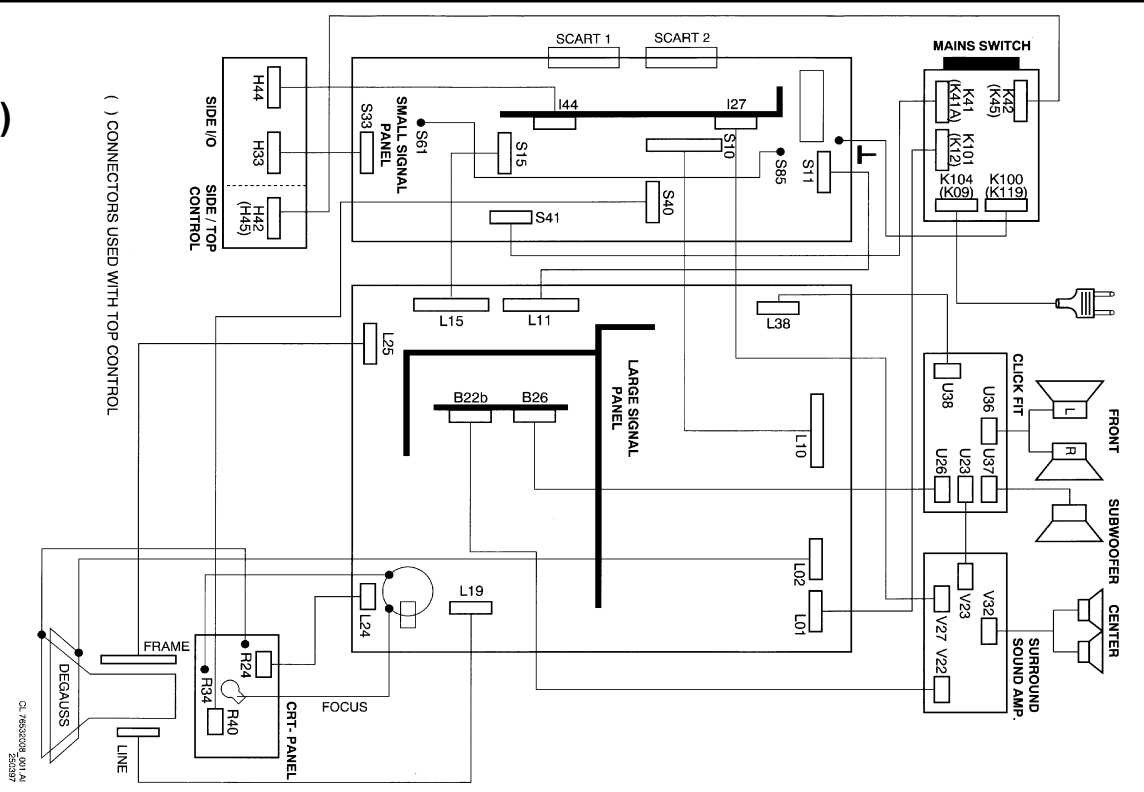 SCART 1
SCART 2
MAINS SWITCH
)
H44
H33
H42
(H45)
SIDE I/O
SIDE / TOP
CONTROL
( ) CONNECTORS USED WITH TOP CONTROL
S33
SMALL SIGNAL
PANEL
S61
S15
I44
I27
S10
S85
S11
S40
S41
K41
(K41A)
K42
(K45)
K101
(K12)
K104
(K09)
K100
(K119)
L15
L11
L38
L25
LARGE SIGNAL
PANEL
B22b
B26
L10
L02
L01
L19
L24
CLICK FIT
U38
U36
U26
U23
U37
FRONT
L
R
SUBWOOFER
CENTER
V23
V32
V27
V22
SURROUND
SOUND AMP.
FRAME
DEGAUSS
LINE
R24
R34
R40
FOCUS
CRT- PANEL
CL 76532008_001.AI
250397